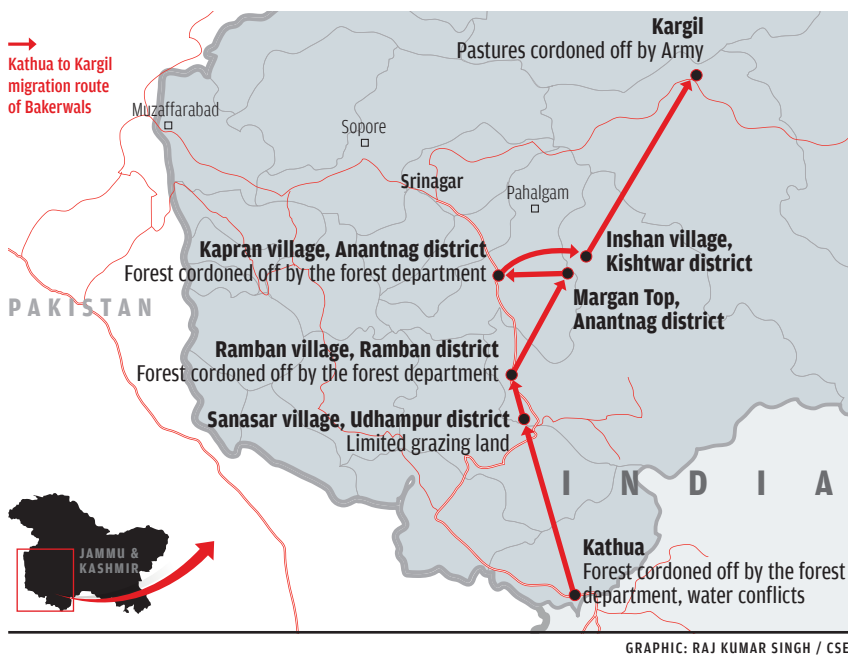 Kathua to Kargil
migration route
of Bakerwals
Kargil
Pastures cordoned off by Army
Muzaffarabad
Sopore
Srinagar
Pahalgam
Kapran village, Anantnag district
Forest cordoned off by the forest department
Inshan village,
Kishtwar district
PAKISTAN
Margan Top,
Anantnag district
Ramban village, Ramban district
Forest cordoned off by the forest department
Sanasar village, Udhampur district
Limited grazing land
INDIA
JAMMU &
KASHMIR
Kathua
Forest cordoned off by the forest
department, water conflicts
GRAPHIC: RAJ KUMAR SINGH / CSE